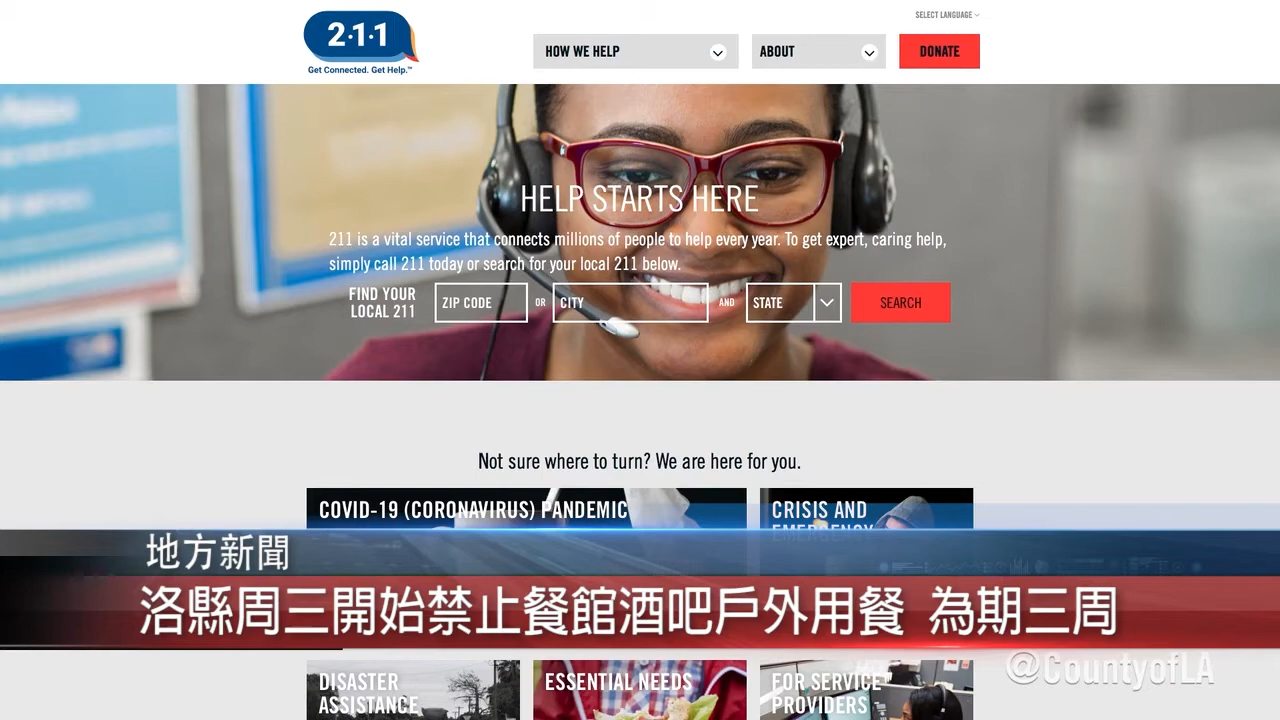 SELECT LANGUAGE
2·1·1
Get Connected. Get Help.™
HOW WE HELP
ABOUT
DONATE
HELP STARTS HERE
211 is a vital service that connects millions of people to help every year. To get expert, caring help,
simply call 211 today or search for your local 211 below.
FIND YOUR
LOCAL 211
ZIP CODE
OR
CITY
AND
STATE
SEARCH
Not sure where to turn? We are here for you.
COVID-19 (CORONAVIRUS) PANDEMIC
CRISIS AND
EMERGENCY
地方新聞
洛縣周三開始禁止餐館酒吧戶外用餐 為期三周
@CountyofLA
DISASTER
ASSISTANCE
ESSENTIAL NEEDS
FOR SERVICE
PROVIDERS